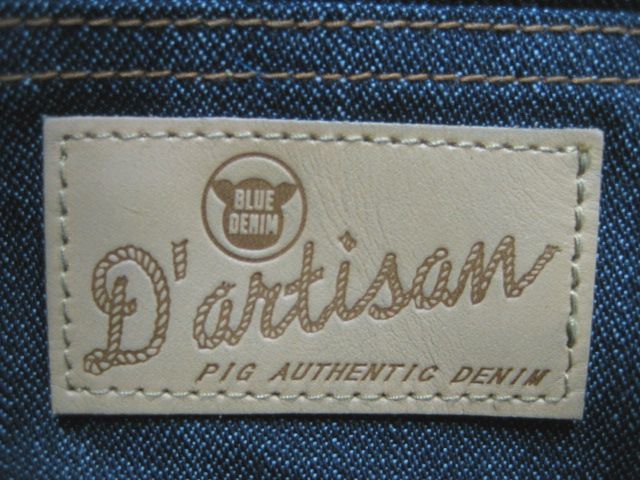 BLUE
DENIM
D'artisan
PIG AUTHENTIC DENIM